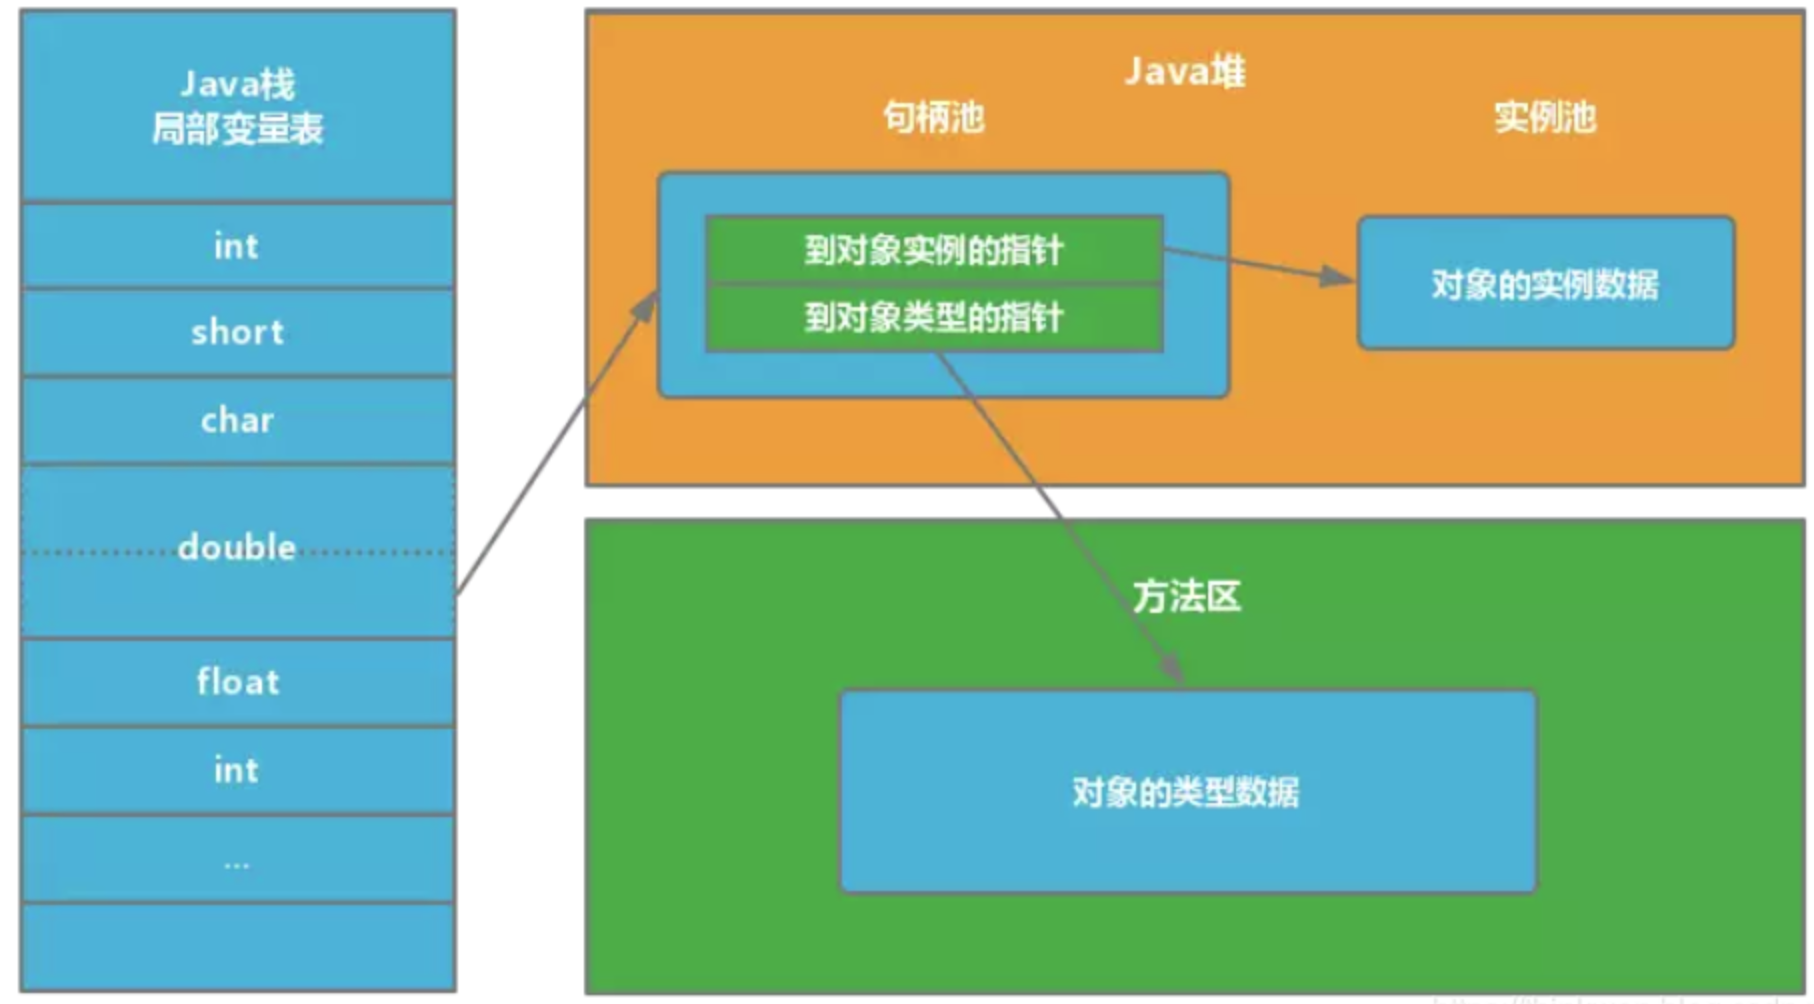 Java栈
局部变量表
int
short
char
double
float
int
...
Java堆
句柄池
实例池
到对象实例的指针
到对象类型的指针
对象的实例数据
方法区
对象的类型数据